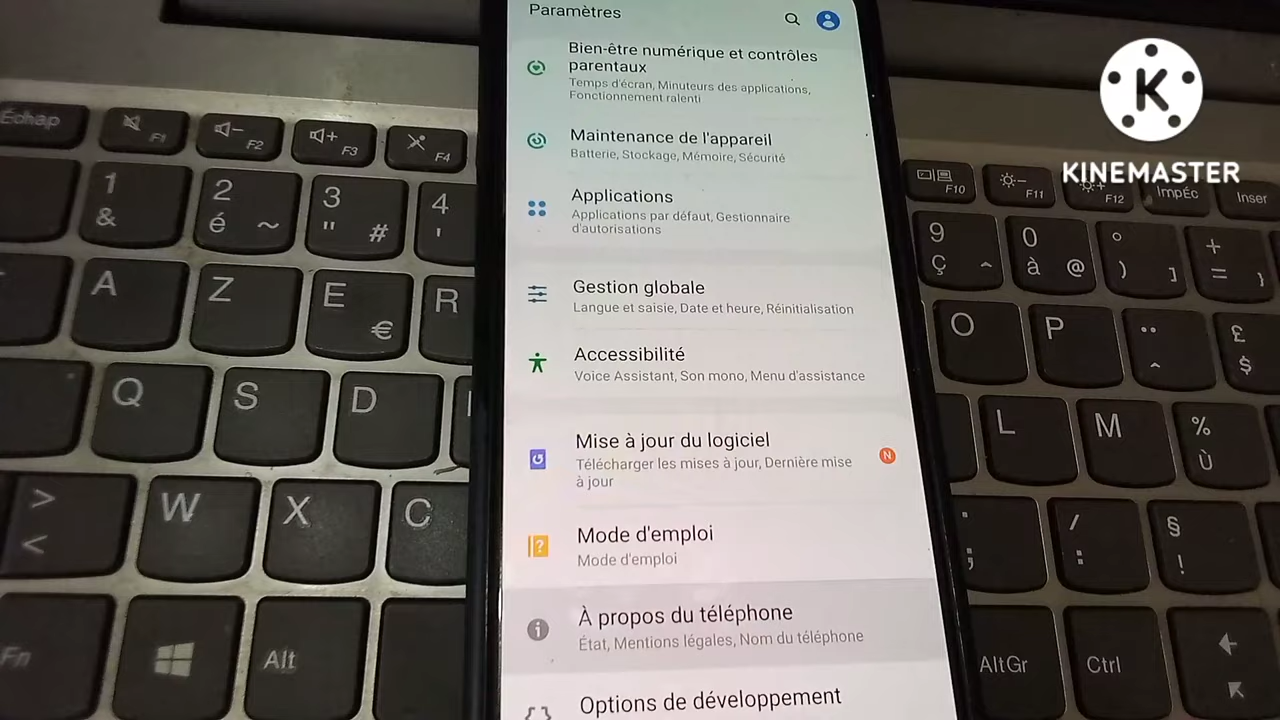 Paramètres
Bien-être numérique et contrôles
parentaux
Temps d'écran, Minuteurs des applications,
Fonctionnement ralenti
Maintenance de l'appareil
Batterie, Stockage, Mémoire, Sécurité
Applications
Applications par défaut, Gestionnaire
d'autorisations
Gestion globale
Langue et saisie, Date et heure, Réinitialisation
Accessibilité
Voice Assistant, Son mono, Menu d'assistance
Mise à jour du logiciel
Télécharger les mises à jour, Dernière mise
à jour
N
Mode d'emploi
Mode d'emploi
À propos du téléphone
État, Mentions légales, Nom du téléphone
Options de développement
K
KINEMASTER
Echap
F1
F2
F3
F4
F10
F11
F12
ImpÉc
Inser
1 &
2 é ~
3 " #
4 '
9 ç ^
0 à @
° ) ]
+ = }
A
Z
E €
R
O
P
¨ ^
£ $
Q
S
D
L
M
% Ù
> <
W
X
C
. ;
/ :
§ !
Fn
Alt
AltGr
Ctrl